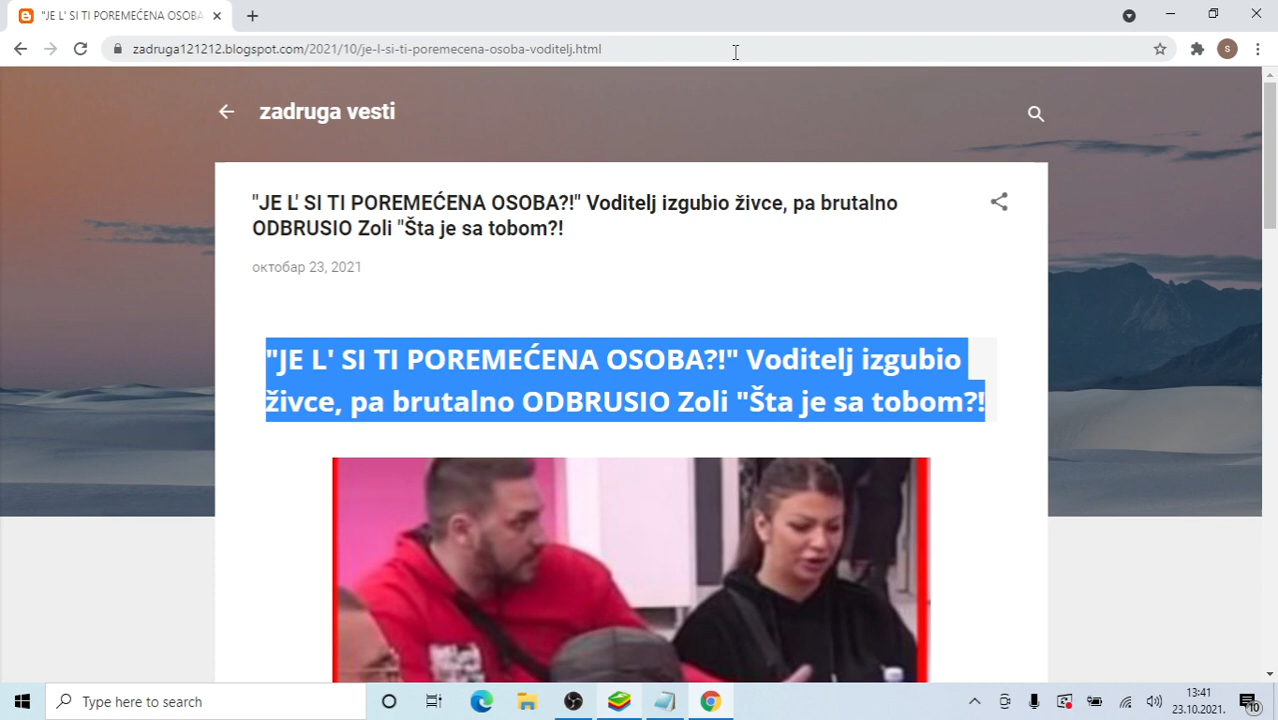 "JE L' SI TI POREMEĆENA OSOBA
zadruga121212.blogspot.com/2021/10/je-l-si-ti-poremecena-osoba-voditelj.html
S
zadruga vesti
"JE L' SI TI POREMEĆENA OSOBA?!" Voditelj izgubio živce, pa brutalno
ODBRUSIO Zoli "Šta je sa tobom?!
октобар 23, 2021
"JE L' SI TI POREMEĆENA OSOBA?!" Voditelj izgubio
živce, pa brutalno ODBRUSIO Zoli "Šta je sa tobom?!
Type here to search
13:41
23.10.2021.
10